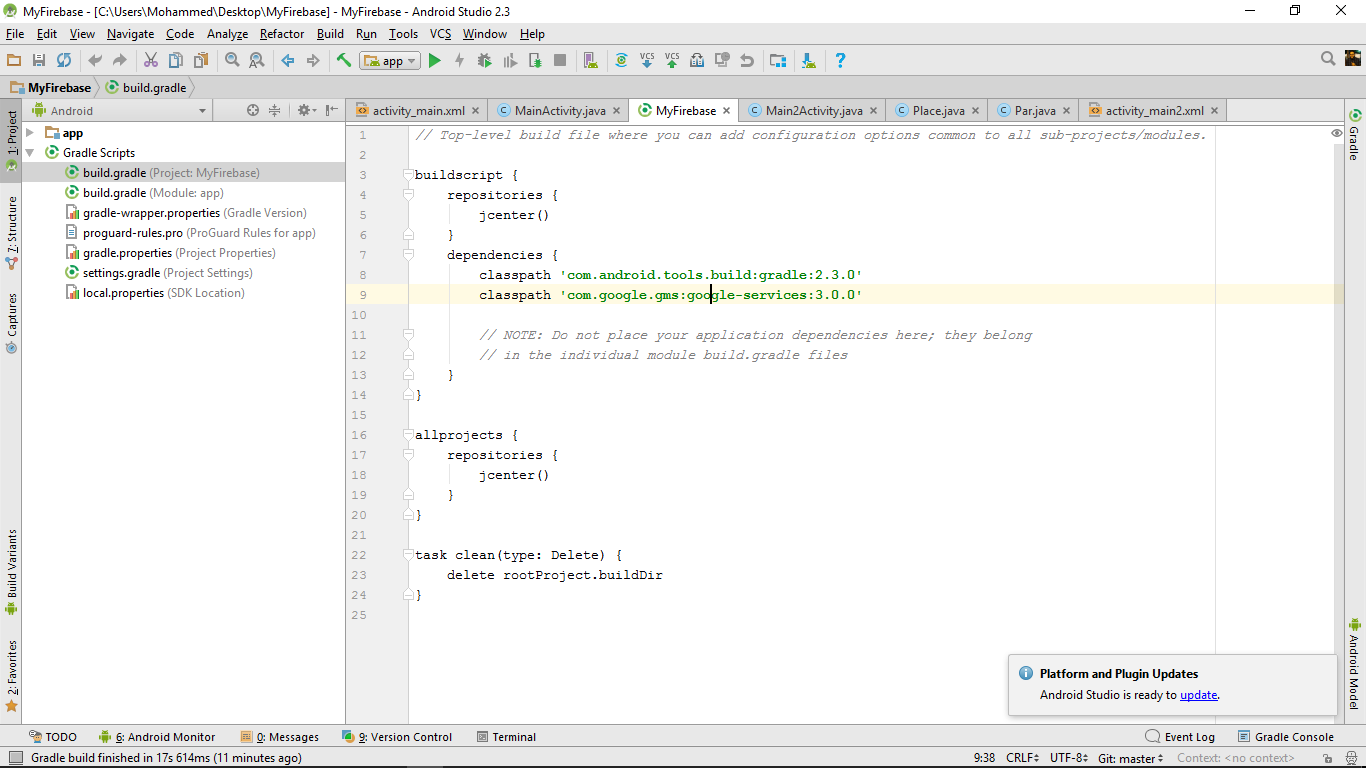 MyFirebase - [C:\Users\Mohammed\Desktop\MyFirebase] - MyFirebase - Android Studio 2.3
File Edit View Navigate Code Analyze Refactor Build Run Tools VCS Window Help
app VCS VCS ?
MyFirebase build.gradle
Android
activity_main.xml MainActivity.java MyFirebase Main2Activity.java Place.java Par.java activity_main2.xml
1: Project
7: Structure
Captures
Build Variants
2: Favorites
app
Gradle Scripts
build.gradle (Project: MyFirebase)
build.gradle (Module: app)
gradle-wrapper.properties (Gradle Version)
proguard-rules.pro (ProGuard Rules for app)
gradle.properties (Project Properties)
settings.gradle (Project Settings)
local.properties (SDK Location)
1 // Top-level build file where you can add configuration options common to all sub-projects/modules.
2
3 buildscript {
4 repositories {
5 jcenter()
6 }
7 dependencies {
8 classpath 'com.android.tools.build:gradle:2.3.0'
9 classpath 'com.google.gms:google-services:3.0.0'
10
11 // NOTE: Do not place your application dependencies here; they belong
12 // in the individual module build.gradle files
13 }
14 }
15
16 allprojects {
17 repositories {
18 jcenter()
19 }
20 }
21
22 task clean(type: Delete) {
23 delete rootProject.buildDir
24 }
25
Gradle
Android Model
Platform and Plugin Updates
Android Studio is ready to update.
TODO 6: Android Monitor 0: Messages 9: Version Control Terminal Event Log Gradle Console
Gradle build finished in 17s 614ms (11 minutes ago) 9:38 CRLF UTF-8 Git: master Context: <no context>